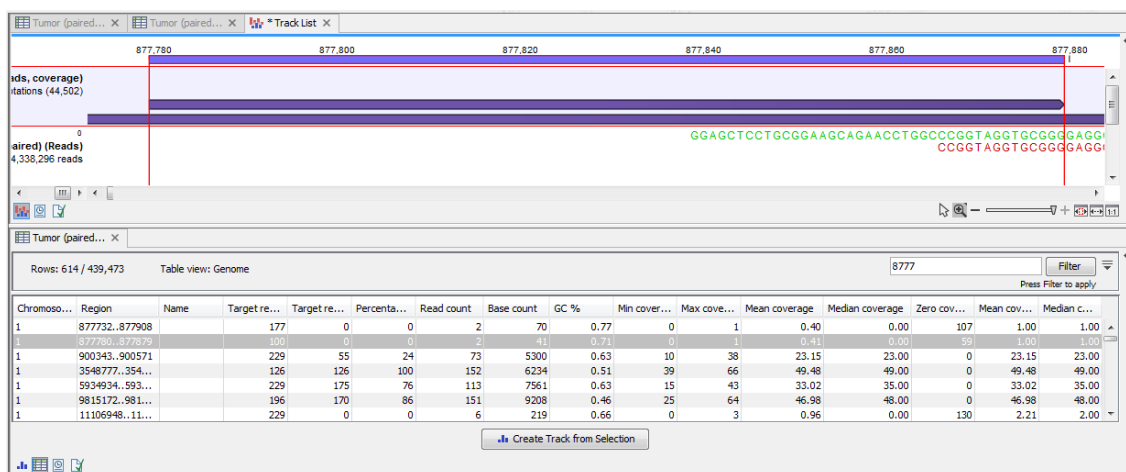 Tumor (paired... Tumor (paired... * Track List
877,780 877,800 877,820 877,840 877,860 877,880
ids, coverage)
itations (44,502)
0
aired) (Reads)
4,338,296 reads
GGAGCTCCTGCGGAAGCAGAACCTGGCCCGGTAGGTGCGGGGAGGG
CCGGTAGGTGCGGGGAGGG
1:1
Tumor (paired...
Rows: 614 / 439,473 Table view: Genome 8777 Filter
Press Filter to apply
Chromoso... Region Name Target re... Target re... Percenta... Read count Base count GC % Min cover... Max cove... Mean coverage Median coverage Zero cov... Mean cov... Median c...
1 877732..877908 177 0 0 2 70 0.77 0 1 0.40 0.00 107 1.00 1.00
1 877780..877879 100 0 0 2 41 0.71 0 1 0.41 0.00 59 1.00 1.00
1 900343..900571 229 55 24 73 5300 0.63 10 38 23.15 23.00 0 23.15 23.00
1 3548777..354... 126 126 100 152 6234 0.51 39 66 49.48 49.00 0 49.48 49.00
1 5934934..593... 229 175 76 113 7561 0.63 15 43 33.02 35.00 0 33.02 35.00
1 9815172..981... 196 170 86 151 9208 0.46 25 64 46.98 48.00 0 46.98 48.00
1 11106948..11... 229 0 0 6 219 0.66 0 3 0.96 0.00 130 2.21 2.00
Create Track from Selection